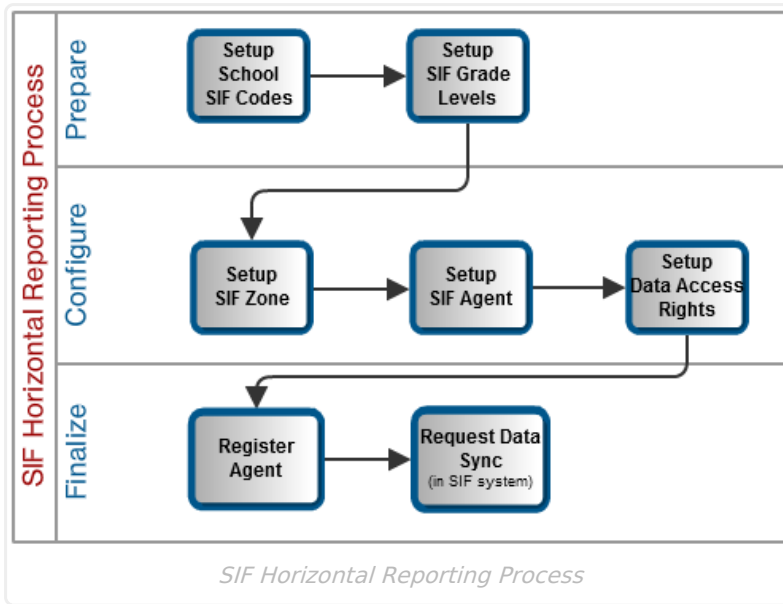 SIF Horizontal Reporting Process
Prepare
Setup
School
SIF Codes
Setup
SIF Grade
Levels
Configure
Setup
SIF Zone
Setup
SIF Agent
Setup
Data Access
Rights
Finalize
Register
Agent
Request Data
Sync
(in SIF system)
SIF Horizontal Reporting Process